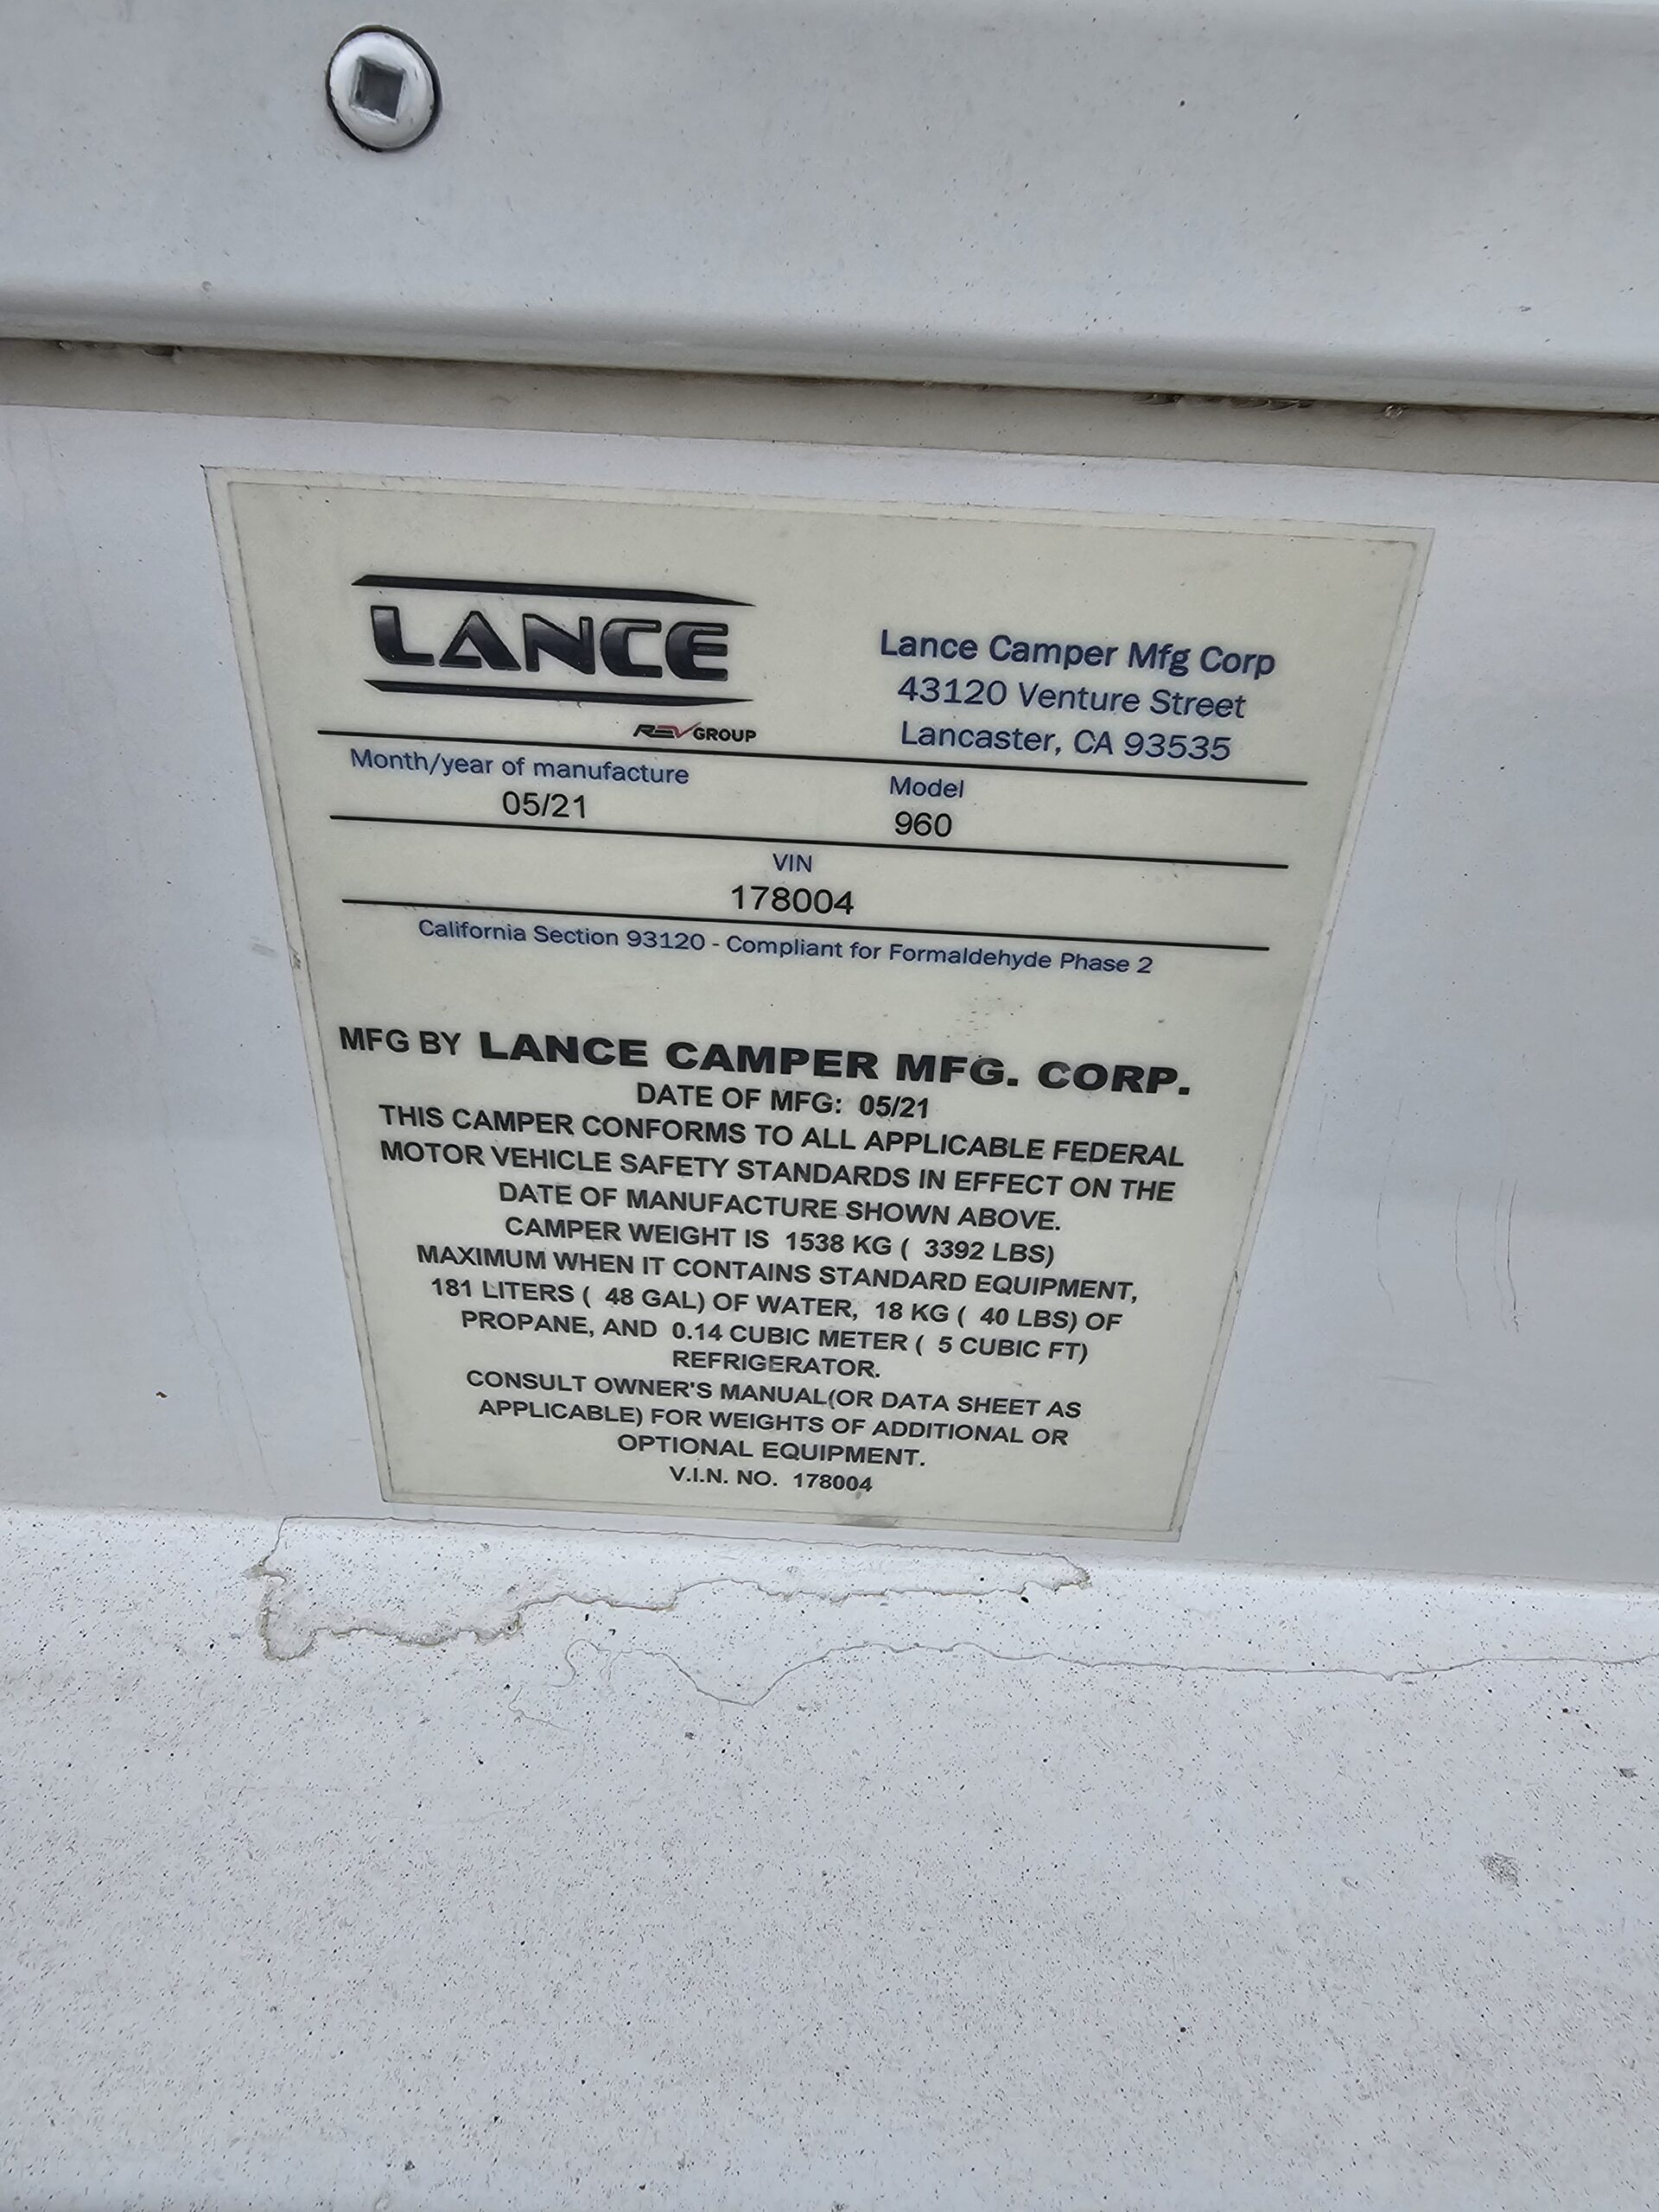 LANCE
REV GROUP
Lance Camper Mfg Corp
43120 Venture Street
Lancaster, CA 93535
Month/year of manufacture
05/21
Model
960
VIN
178004
California Section 93120 - Compliant for Formaldehyde Phase 2
MFG BY LANCE CAMPER MFG. CORP.
DATE OF MFG: 05/21
THIS CAMPER CONFORMS TO ALL APPLICABLE FEDERAL
MOTOR VEHICLE SAFETY STANDARDS IN EFFECT ON THE
DATE OF MANUFACTURE SHOWN ABOVE.
CAMPER WEIGHT IS 1538 KG ( 3392 LBS)
MAXIMUM WHEN IT CONTAINS STANDARD EQUIPMENT,
181 LITERS ( 48 GAL) OF WATER, 18 KG ( 40 LBS) OF
PROPANE, AND 0.14 CUBIC METER ( 5 CUBIC FT)
REFRIGERATOR.
CONSULT OWNER'S MANUAL(OR DATA SHEET AS
APPLICABLE) FOR WEIGHTS OF ADDITIONAL OR
OPTIONAL EQUIPMENT.
V.I.N. NO. 178004